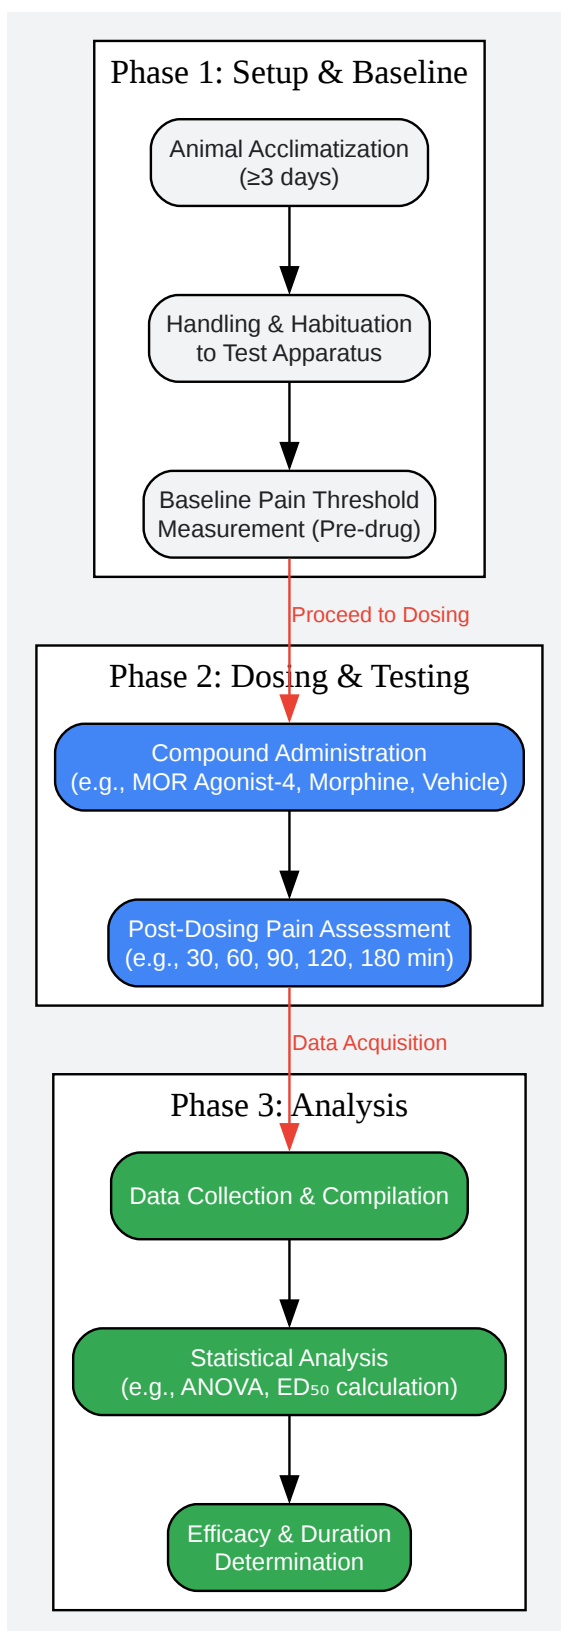 Phase 1: Setup & Baseline
Animal Acclimatization
(≥3 days)
Handling & Habituation
to Test Apparatus
Baseline Pain Threshold
Measurement (Pre-drug)
Proceed to Dosing
Phase 2: Dosing & Testing
Compound Administration
(e.g., MOR Agonist-4, Morphine, Vehicle)
Post-Dosing Pain Assessment
(e.g., 30, 60, 90, 120, 180 min)
Data Acquisition
Phase 3: Analysis
Data Collection & Compilation
Statistical Analysis
(e.g., ANOVA, ED₅₀ calculation)
Efficacy & Duration
Determination